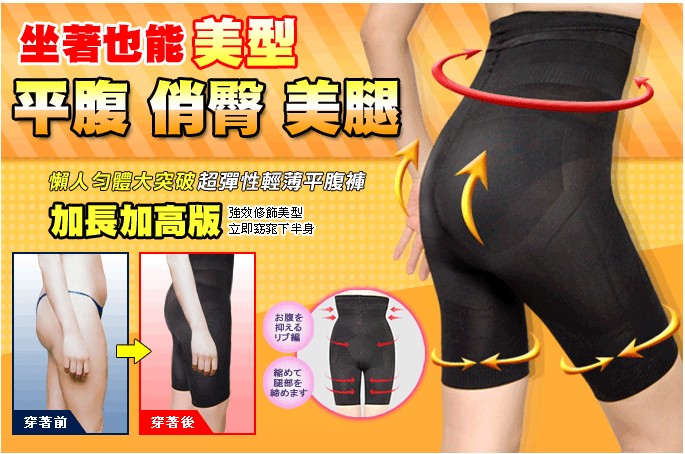 坐著也能 美型
平腹 俏臀 美腿
懶人勻體大突破 超彈性輕薄平腹褲
加長加高版
強效修飾美型
立即窈窕下半身
お腹を
抑える
リブ編
縮めて
腿部を
締めます
穿著前
穿著後